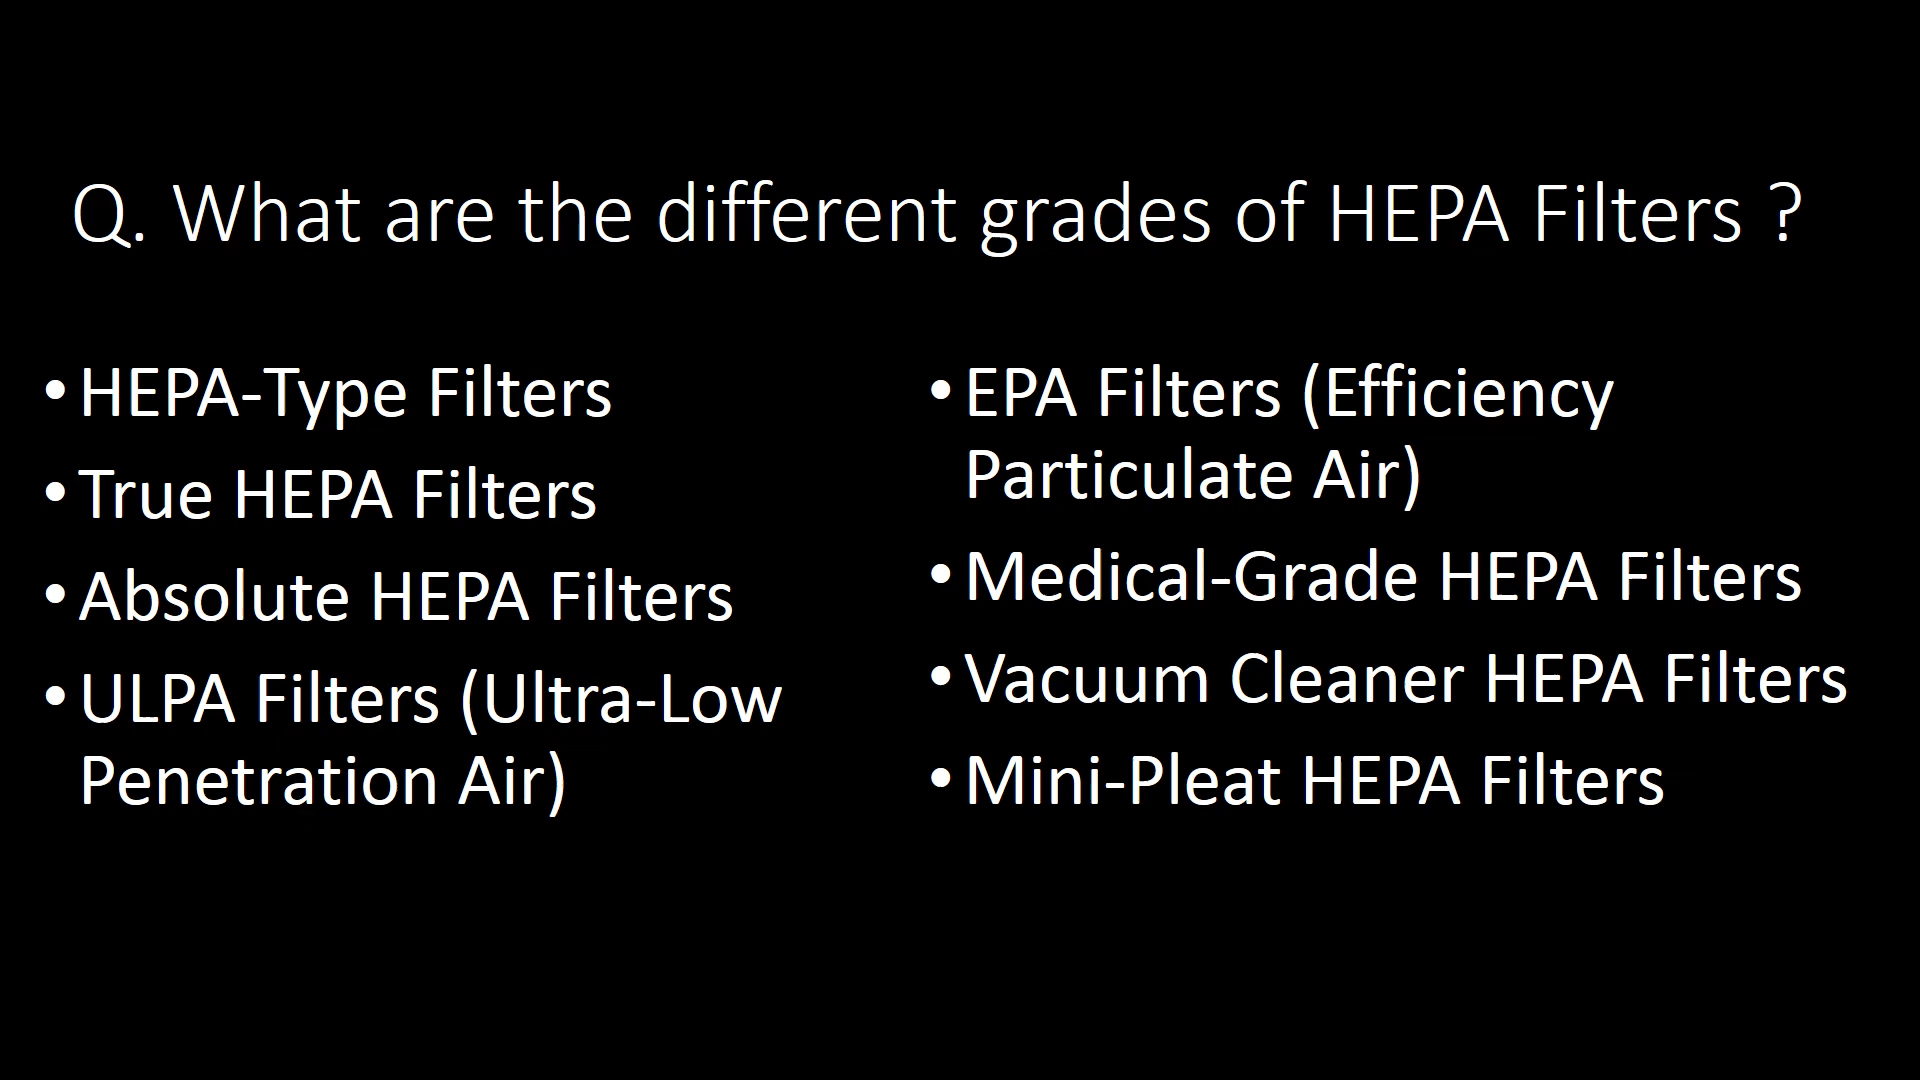 Q. What are the different grades of HEPA Filters ?
• HEPA-Type Filters
• True HEPA Filters
• Absolute HEPA Filters
• ULPA Filters (Ultra-Low
Penetration Air)
• EPA Filters (Efficiency
Particulate Air)
• Medical-Grade HEPA Filters
• Vacuum Cleaner HEPA Filters
• Mini-Pleat HEPA Filters